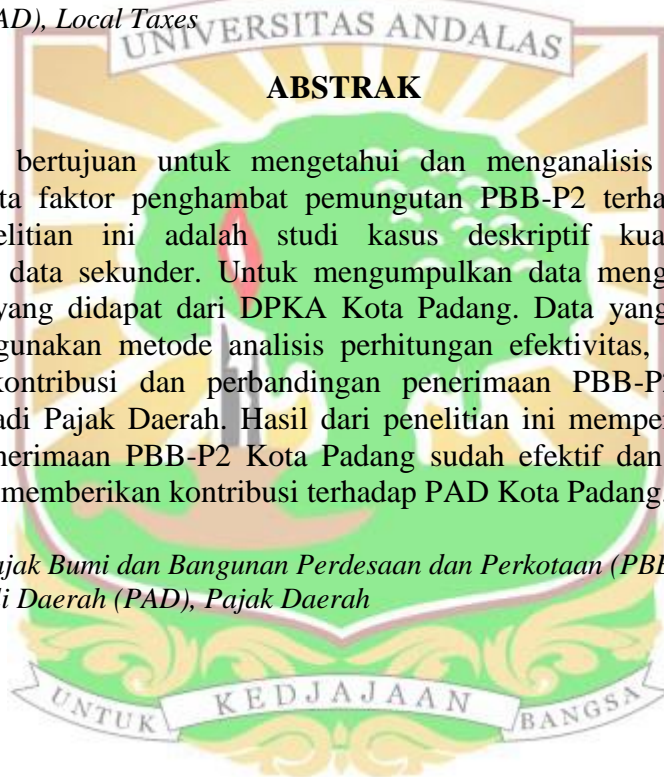 AD), Local Taxes
UNIVERSITAS ANDALAS
ABSTRAK
bertujuan untuk mengetahui dan menganalisis
ta faktor penghambat pemungutan PBB-P2 terha
elitian ini adalah studi kasus deskriptif kua
data sekunder. Untuk mengumpulkan data meng
yang didapat dari DPKA Kota Padang. Data yang
gunakan metode analisis perhitungan efektivitas,
kontribusi dan perbandingan penerimaan PBB-P
adi Pajak Daerah. Hasil dari penelitian ini memper
nerimaan PBB-P2 Kota Padang sudah efektif dan
memberikan kontribusi terhadap PAD Kota Padang.
jak Bumi dan Bangunan Perdesaan dan Perkotaan (PBB
li Daerah (PAD), Pajak Daerah
UNTUK KEDJAJAAN BANGSA